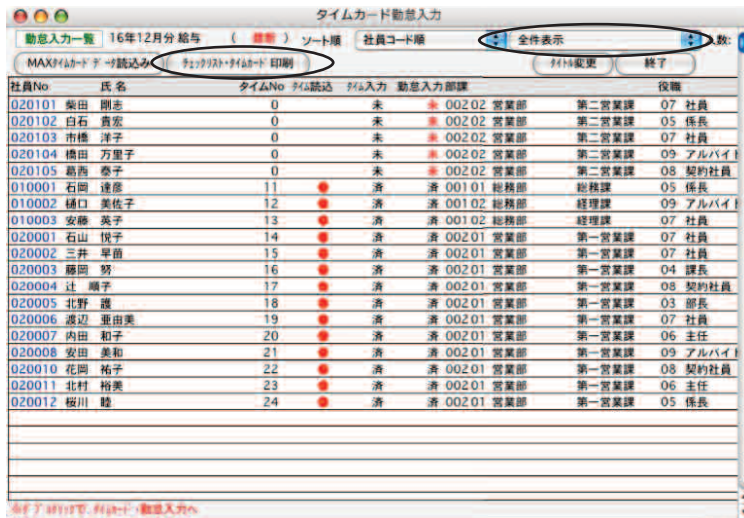 タイムカード勤怠入力
勤怠入力一覧 16年12月分 給与 ( ) ソート順 社員コード順 全件表示 人数:
MAXタイムカードデータ読込み チェックリスト・タイムカード 印刷 タイトル変更 終了
社員No 氏 名 タイムNo タイム読込 タイム入力 勤怠入力 部課 役職
020101 柴田 剛志 0 未 未 00202 営業部 第二営業課 07 社員
020102 白石 貴宏 0 未 未 00202 営業部 第二営業課 05 係長
020103 市橋 洋子 0 未 未 00202 営業部 第二営業課 07 社員
020104 橋田 万里子 0 未 未 00202 営業部 第二営業課 09 アルバイト
020105 葛西 泰子 0 未 未 00202 営業部 第二営業課 08 契約社員
010001 石岡 達彦 11 済 済 00101 総務部 総務課 05 係長
010002 樋口 美佐子 12 済 済 00102 総務部 経理課 09 アルバイト
010003 安藤 英子 13 済 済 00102 総務部 経理課 07 社員
020001 石山 悦子 14 済 済 00201 営業部 第一営業課 07 社員
020002 三井 早苗 15 済 済 00201 営業部 第一営業課 07 社員
020003 藤岡 努 16 済 済 00201 営業部 第一営業課 04 課長
020004 辻 順子 17 済 済 00201 営業部 第一営業課 08 契約社員
020005 北野 護 18 済 済 00201 営業部 第一営業課 03 部長
020006 渡辺 亜由美 19 済 済 00201 営業部 第一営業課 07 社員
020007 内田 和子 20 済 済 00201 営業部 第一営業課 06 主任
020008 安田 美和 21 済 済 00201 営業部 第一営業課 09 アルバイト
020010 花岡 祐子 22 済 済 00201 営業部 第一営業課 08 契約社員
020011 北村 裕美 23 済 済 00201 営業部 第一営業課 06 主任
020012 桜川 睦 24 済 済 00201 営業部 第一営業課 05 係長
※ダブルクリックで、タイムカード・勤怠入力へ